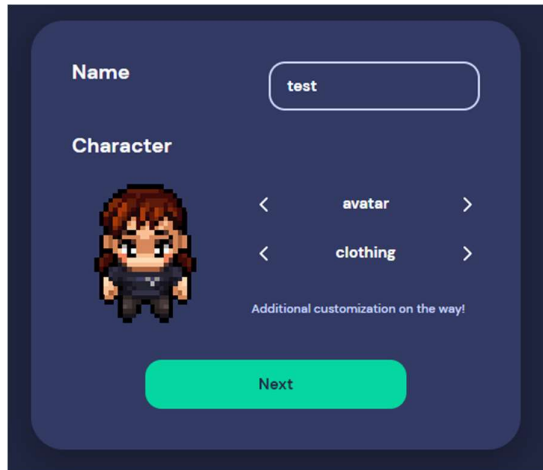 Name
test
Character
avatar
clothing
Additional customization on the way!
Next